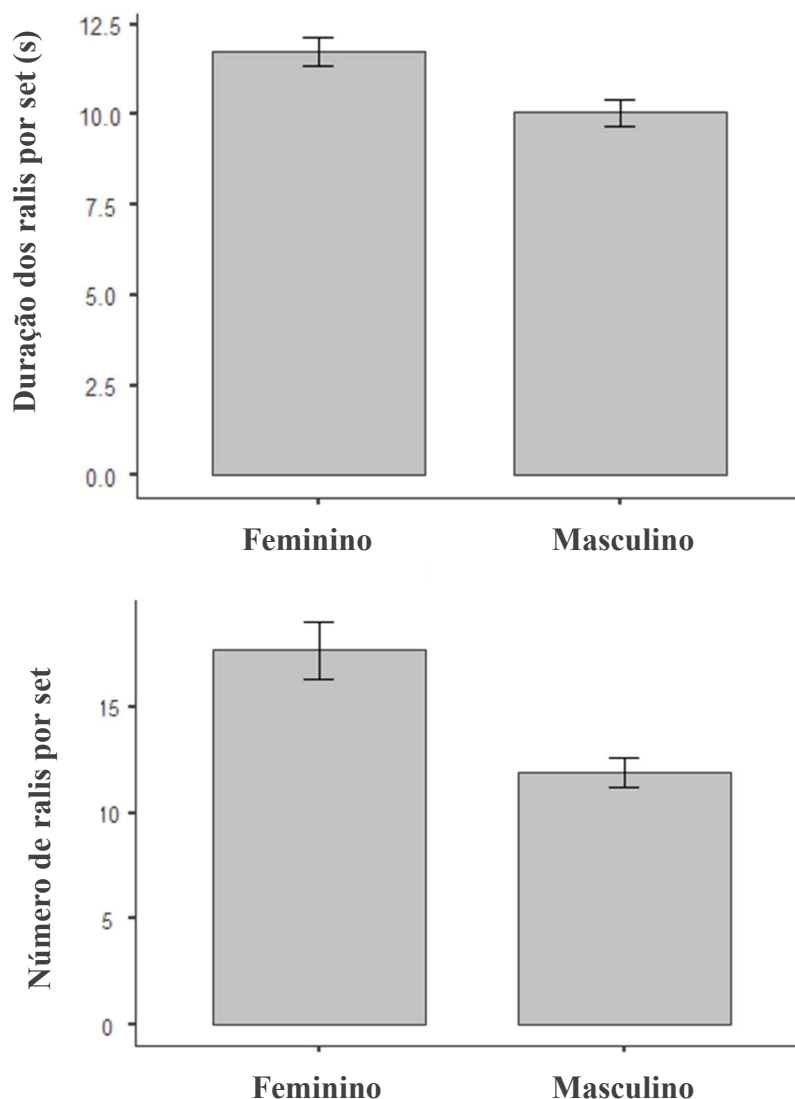 Duração dos ralis por set (s)
12.5
10.0
7.5
5.0
2.5
0.0
Feminino
Masculino
Número de ralis por set
15
10
5
0
Feminino
Masculino